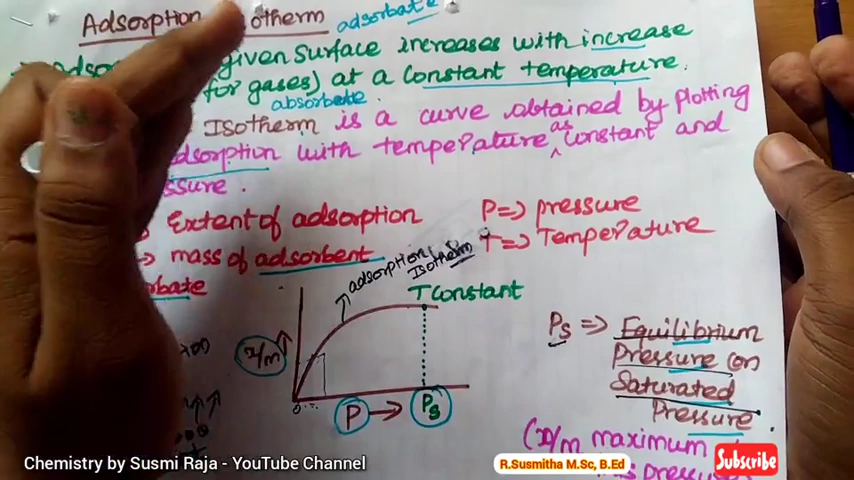 Adsorption Isotherm
adsorbate
given surface increases with increase
for gases) at a constant temperature.
absorbate
Isotherm is a curve obtained by plotting
adsorption with temperature as constant and
ssure.
Extent of adsorption
P => pressure
mass of adsorbent
T => Temperature
bate
adsorption
Isotherm
T constant
x/m
P
Ps
0
Ps => Equilibrium
Pressure (or)
Saturated
Pressure.
(x/m maximum
Chemistry by Susmi Raja - YouTube Channel
R.Susmitha M.Sc, B.Ed
Subscribe